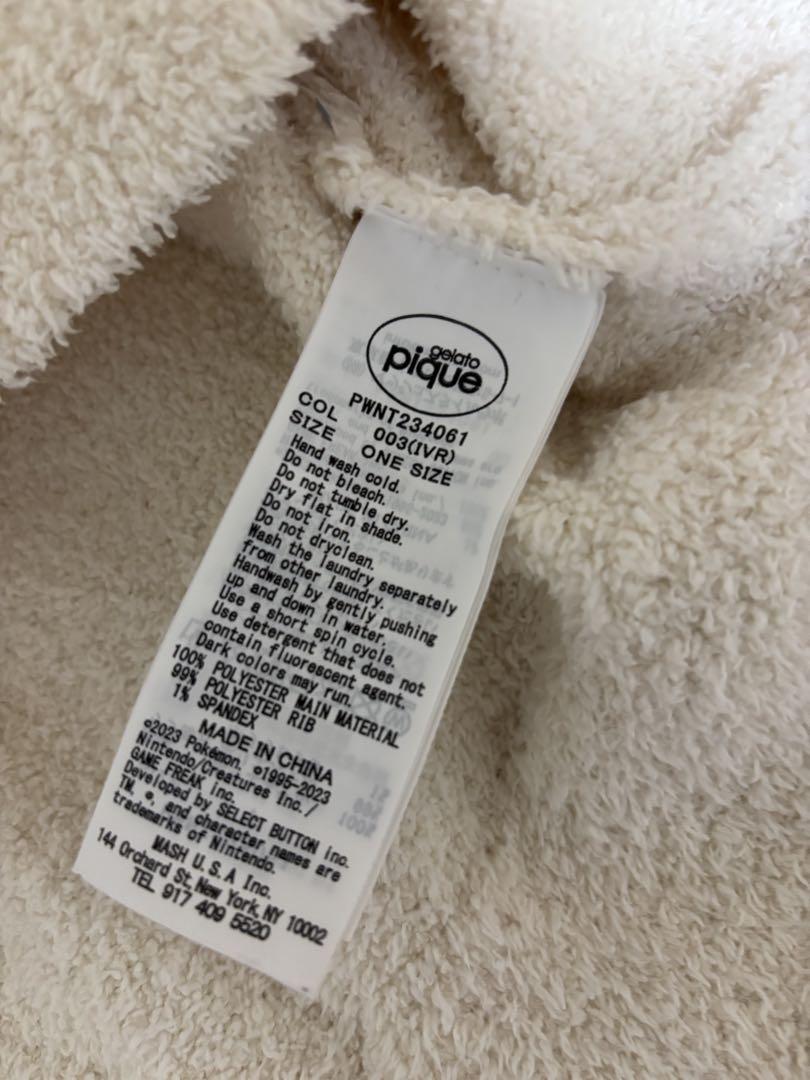 gelato
pique
PWNT234061
COL 003(IVR)
SIZE ONE SIZE
Hand wash cold.
Do not bleach.
Do not tumble dry.
Dry flat in shade.
Do not iron.
Do not dryclean.
Wash the laundry separately
from other laundry.
Handwash by gently pushing
up and down in water.
Use a short spin cycle.
Use detergent that does not
contain fluorescent agent.
Dark colors may run.
100% POLYESTER MAIN MATERIAL
99% POLYESTER RIB
1% SPANDEX
MADE IN CHINA
©2023 Pokémon. ©1995-2023
Nintendo/Creatures Inc./
GAME FREAK inc.
Developed by SELECT BUTTON inc.
TM, ®, and character names are
trademarks of Nintendo.
MASH U.S.A Inc.
144 Orchard St, New York, NY 10002
TEL 917 409 5520